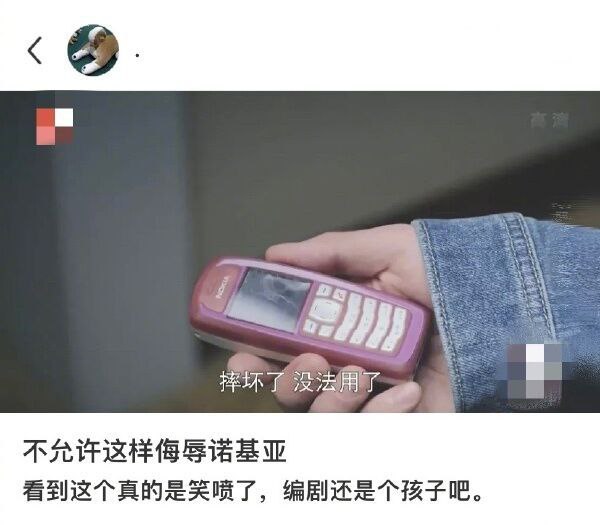 .
高清
NOKIA
摔坏了 没法用了
不允许这样侮辱诺基亚
看到这个真的是笑喷了，编剧还是个孩子吧。